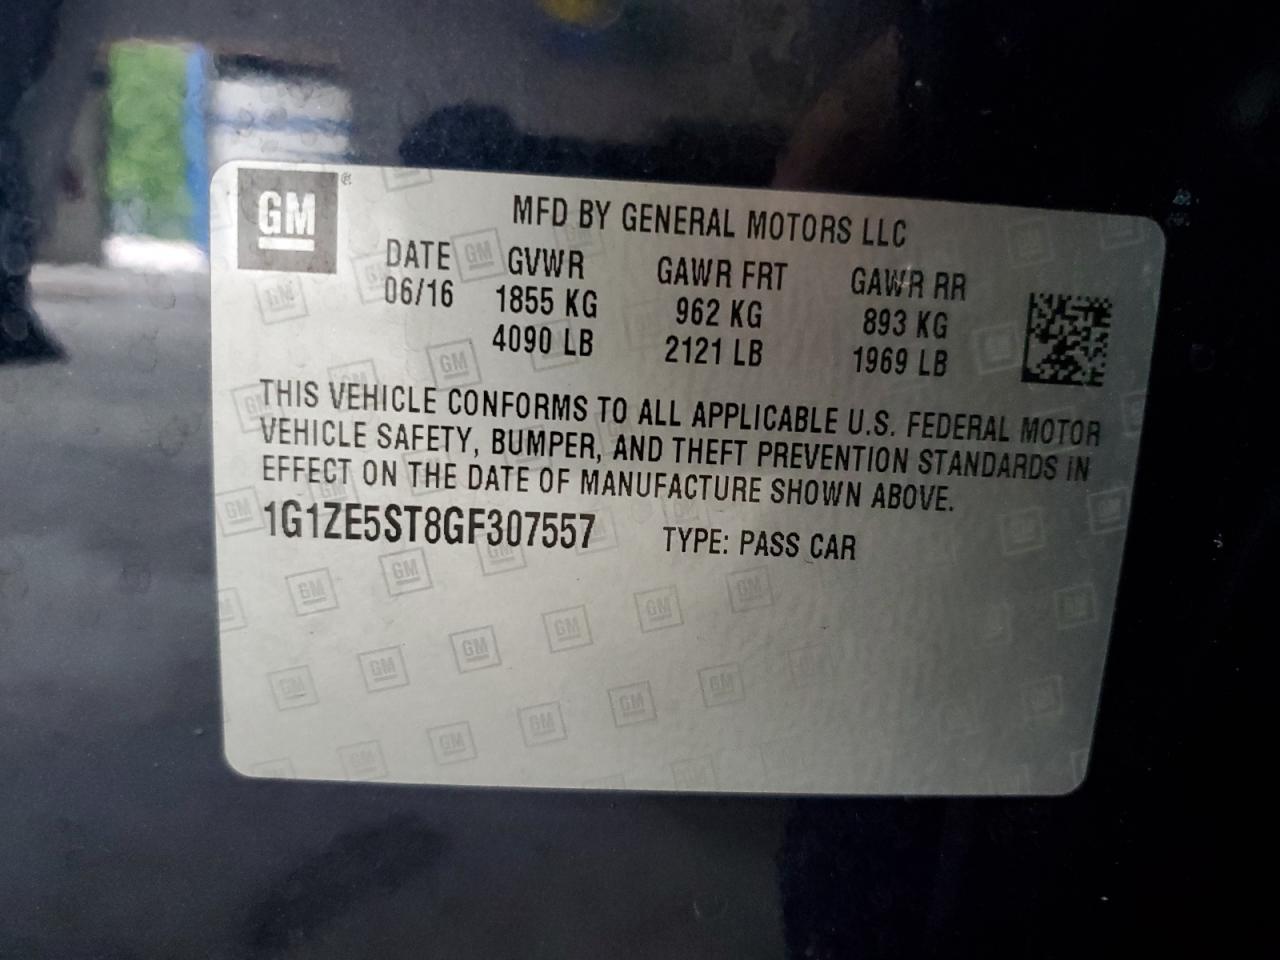 GM®
MFD BY GENERAL MOTORS LLC
DATE GVWR GAWR FRT GAWR RR
06/16 1855 KG 962 KG 893 KG
4090 LB 2121 LB 1969 LB
THIS VEHICLE CONFORMS TO ALL APPLICABLE U.S. FEDERAL MOTOR
VEHICLE SAFETY, BUMPER, AND THEFT PREVENTION STANDARDS IN
EFFECT ON THE DATE OF MANUFACTURE SHOWN ABOVE.
1G1ZE5ST8GF307557 TYPE: PASS CAR